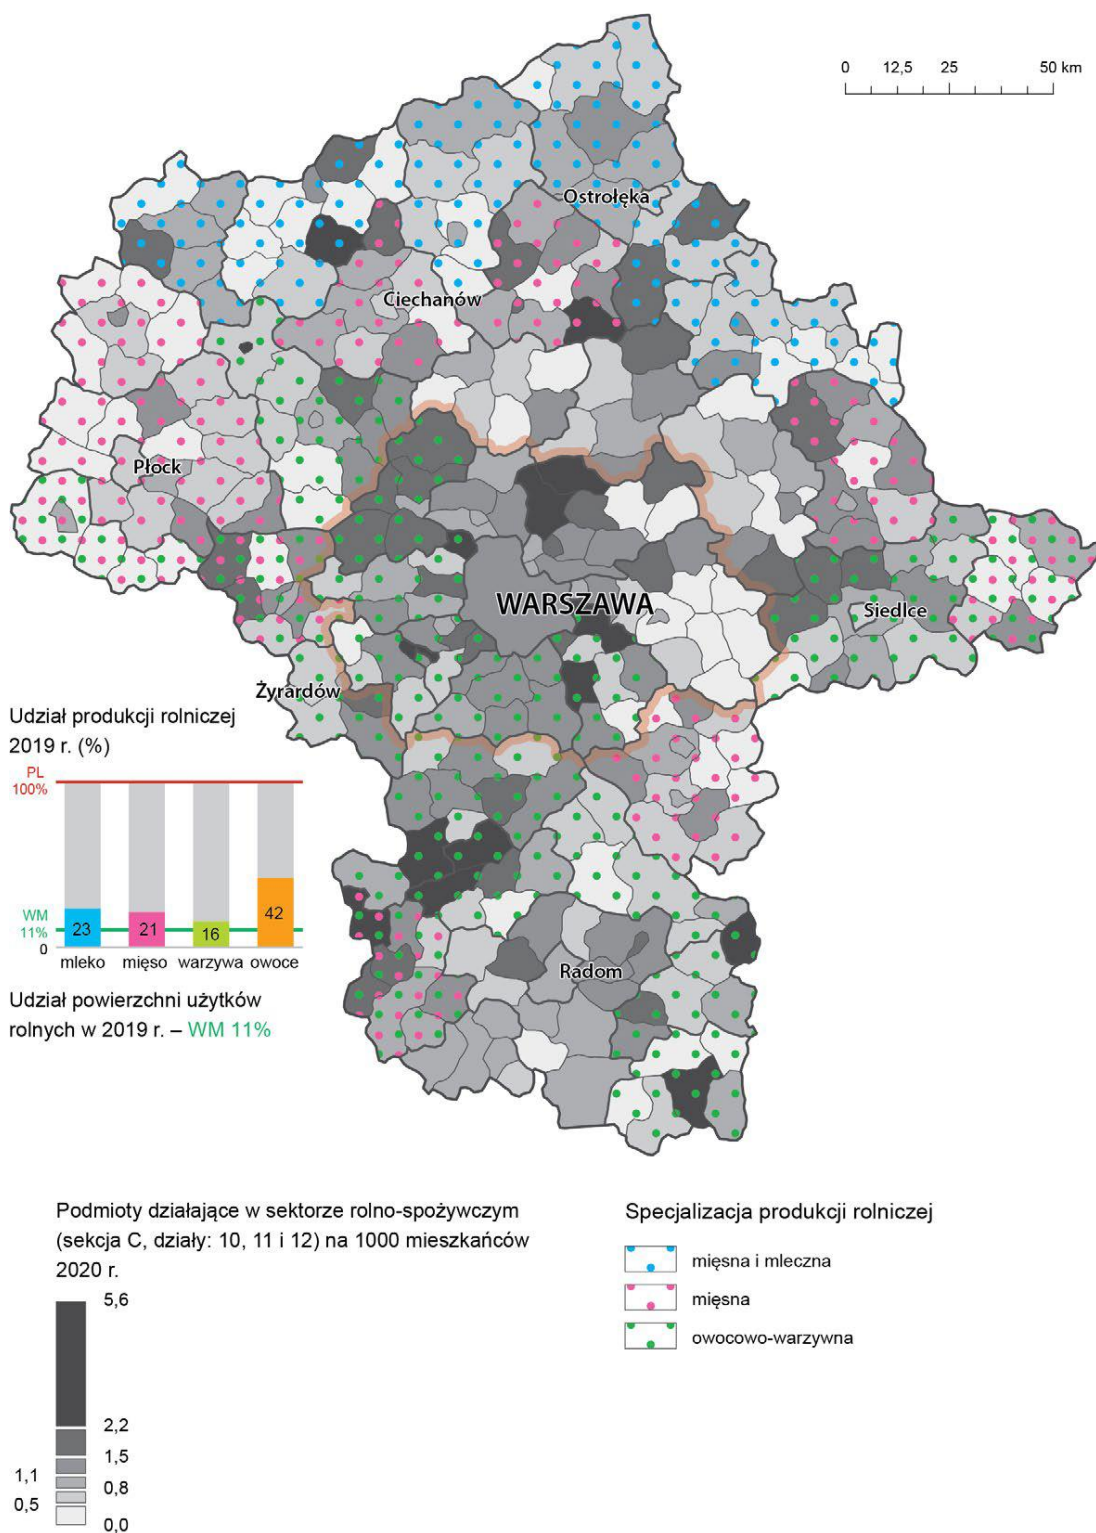 0 12,5 25 50 km
Ostrołęka
Ciechanów
Płock
WARSZAWA
Siedlce
Żyrardów
Radom
Udział produkcji rolniczej
2019 r. (%)
PL
100%
WM
11%
0
23
21
16
42
mleko mięso warzywa owoce
Udział powierzchni użytków
rolnych w 2019 r. – WM 11%
Podmioty działające w sektorze rolno-spożywczym
(sekcja C, działy: 10, 11 i 12) na 1000 mieszkańców
2020 r.
5,6
2,2
1,5
1,1
0,8
0,5
0,0
Specjalizacja produkcji rolniczej
mięsna i mleczna
mięsna
owocowo-warzywna